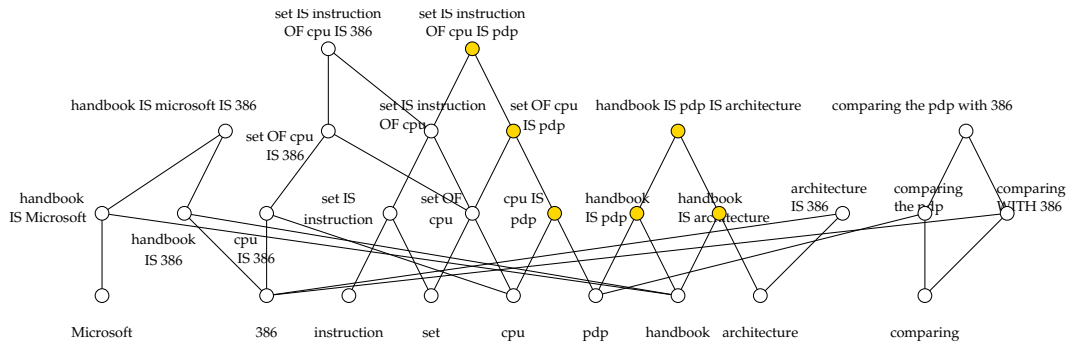 set IS instruction
OF cpu IS 386
set IS instruction
OF cpu IS pdp
handbook IS microsoft IS 386
set IS instruction
OF cpu
set OF cpu
IS pdp
handbook IS pdp IS architecture
comparing the pdp with 386
set OF cpu
IS 386
handbook
IS Microsoft
handbook
IS 386
cpu
IS 386
set IS
instruction
set OF
cpu
cpu IS
pdp
handbook
IS pdp
handbook
IS architecture
architecture
IS 386
comparing
the pdp
comparing
WITH 386
Microsoft
386
instruction
set
cpu
pdp
handbook
architecture
comparing